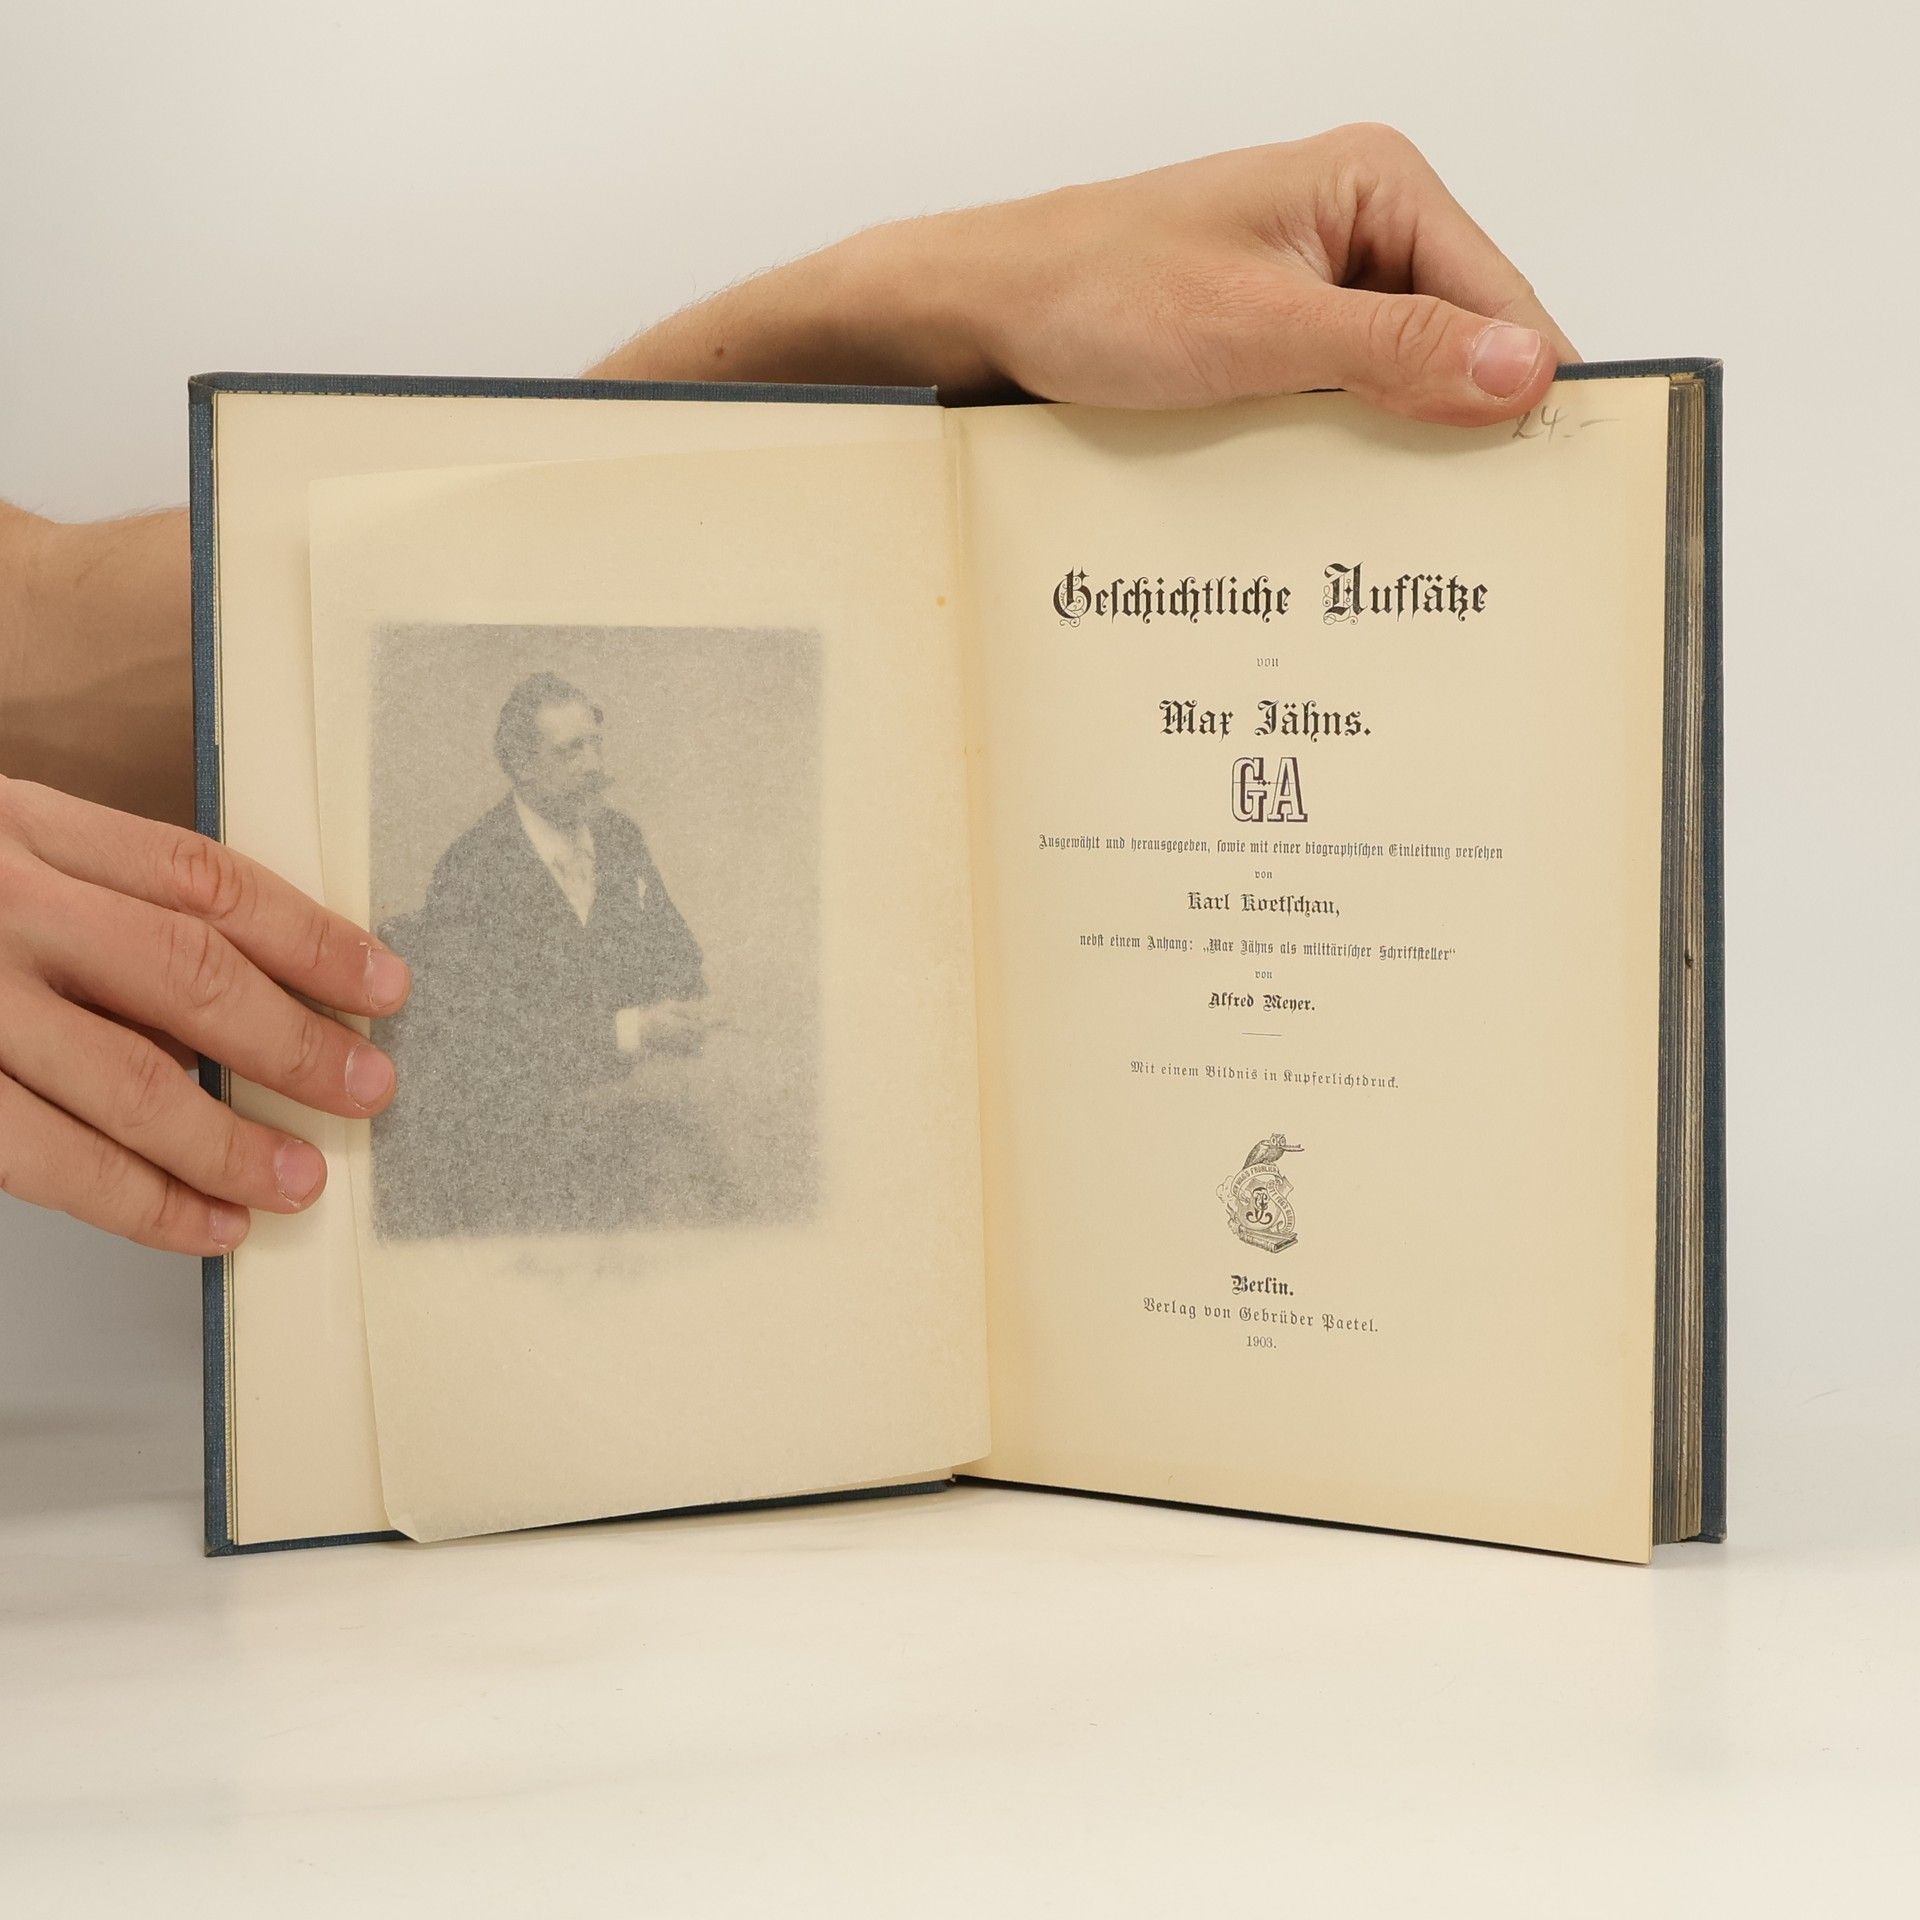 24.-
Geschichtliche Aufsätze
von
Max Jähns.
GA
Ausgewählt und herausgegeben, sowie mit einer biographischen Einleitung versehen
von
Karl Koetschau,
nebst einem Anhang: „Max Jähns als militärischer Schriftsteller“
von
Alfred Meyer.
Mit einem Bildnis in Kupferlichtdruck.
Berlin.
Verlag von Gebrüder Paetel.
1903.